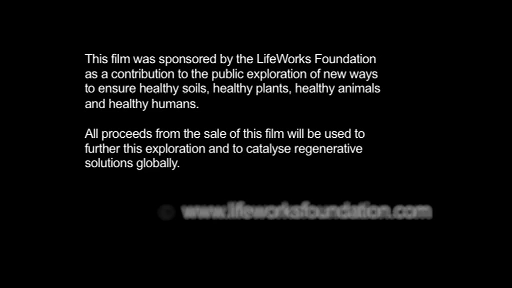 This film was sponsored by the LifeWorks Foundation
as a contribution to the public exploration of new ways
to ensure healthy soils, healthy plants, healthy animals
and healthy humans.
All proceeds from the sale of this film will be used to
further this exploration and to catalyse regenerative
solutions globally.
www.lifeworksfoundation.com